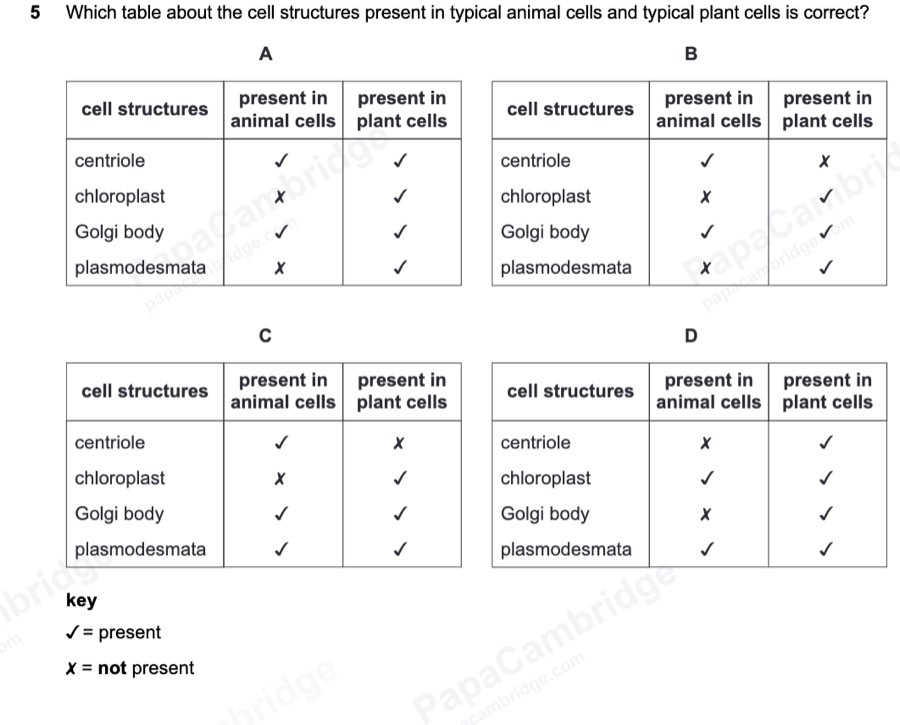 5 Which table about the cell structures present in typical animal cells and typical plant cells is correct?
A
cell structures present in animal cells present in plant cells
centriole ✓ ✓
chloroplast ✗ ✓
Golgi body ✓ ✓
plasmodesmata ✗ ✓
B
cell structures present in animal cells present in plant cells
centriole ✓ ✗
chloroplast ✗ ✓
Golgi body ✓ ✓
plasmodesmata ✗ ✓
C
cell structures present in animal cells present in plant cells
centriole ✓ ✗
chloroplast ✗ ✓
Golgi body ✓ ✓
plasmodesmata ✓ ✓
D
cell structures present in animal cells present in plant cells
centriole ✗ ✓
chloroplast ✓ ✓
Golgi body ✗ ✓
plasmodesmata ✓ ✓
key
✓ = present
✗ = not present
PapaCambridge
papacambridge.com